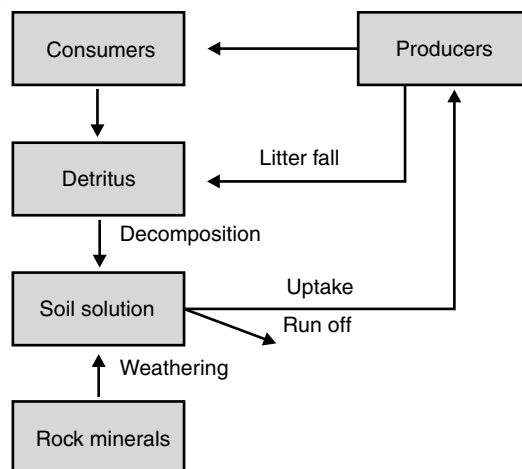 Consumers
Producers
Litter fall
Detritus
Decomposition
Uptake
Soil solution
Run off
Weathering
Rock minerals